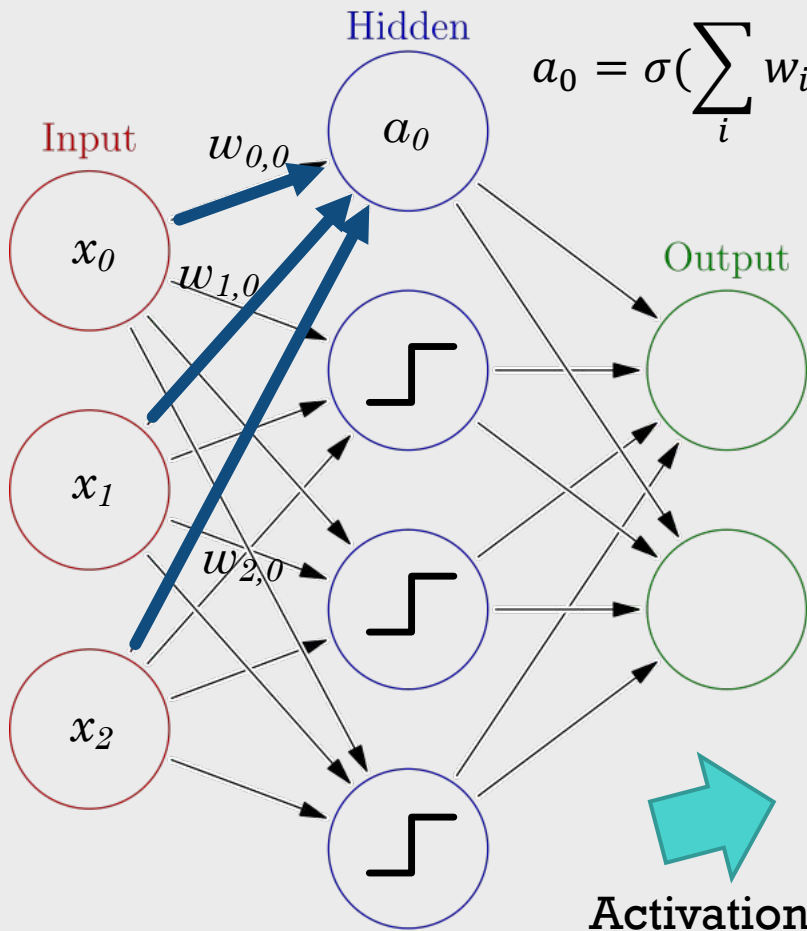 Hidden
a₀ = σ(∑ᵢ wᵢ
Input
w₀,₀
a₀
x₀
w₁,₀
Output
x₁
w₂,₀
x₂
Activation